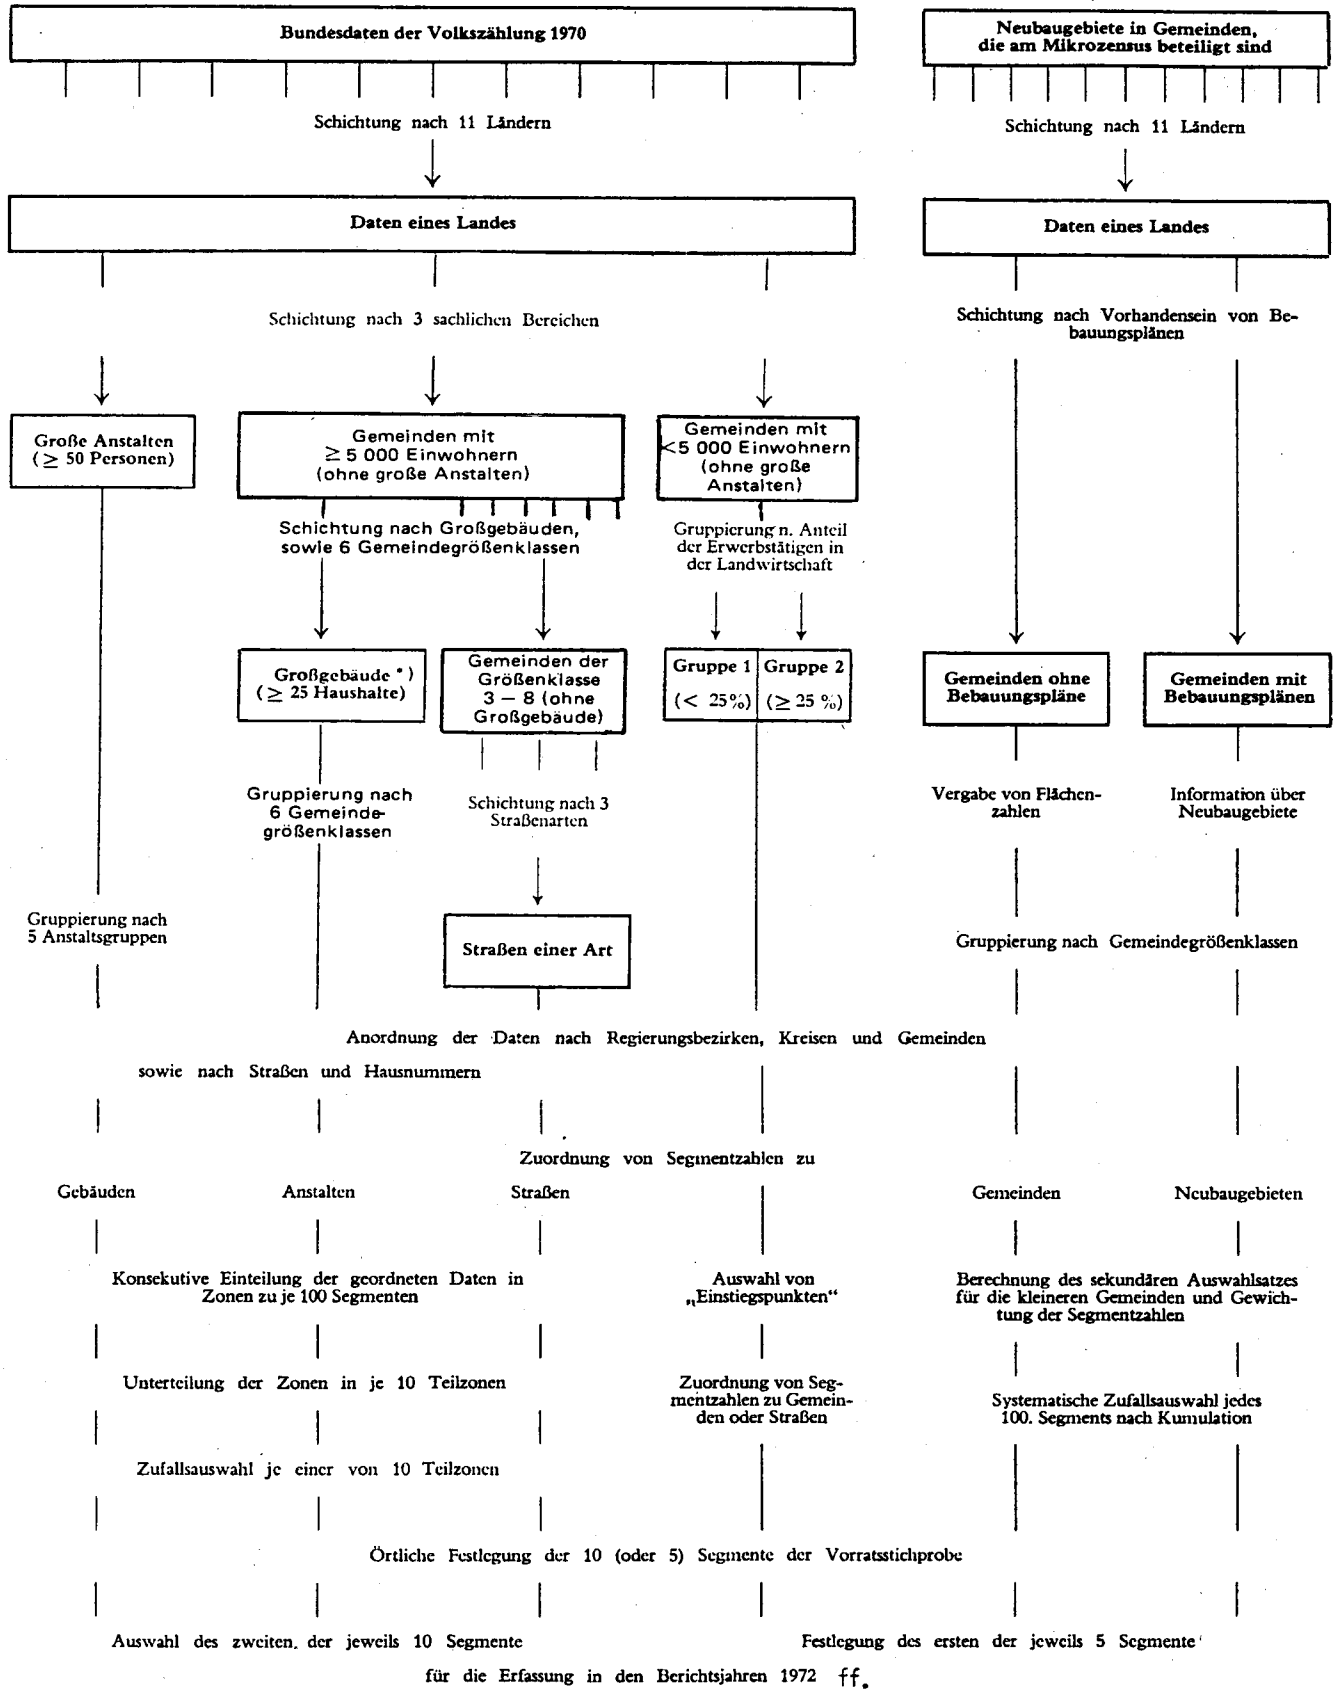 Bundesdaten der Volkszählung 1970
Neubaugebiete in Gemeinden,
die am Mikrozensus beteiligt sind
Schichtung nach 11 Ländern
Schichtung nach 11 Ländern
Daten eines Landes
Daten eines Landes
Schichtung nach 3 sachlichen Bereichen
Schichtung nach Vorhandensein von Be-
bauungsplänen
Große Anstalten
(≥ 50 Personen)
Gemeinden mit
≥ 5 000 Einwohnern
(ohne große Anstalten)
Gemeinden mit
<5 000 Einwohnern
(ohne große
Anstalten)
Schichtung nach Großgebäuden,
sowie 6 Gemeindegrößenklassen
Gruppierung n. Anteil
der Erwerbstätigen in
der Landwirtschaft
Großgebäude *)
(≥ 25 Haushalte)
Gemeinden der
Größenklasse
3 – 8 (ohne
Großgebäude)
Gruppe 1
(< 25%)
Gruppe 2
(≥ 25 %)
Gemeinden ohne
Bebauungspläne
Gemeinden mit
Bebauungsplänen
Gruppierung nach
6 Gemeinde-
größenklassen
Schichtung nach 3
Straßenarten
Vergabe von Flächen-
zahlen
Information über
Neubaugebiete
Gruppierung nach
5 Anstaltsgruppen
Straßen einer Art
Gruppierung nach Gemeindegrößenklassen
Anordnung der Daten nach Regierungsbezirken, Kreisen und Gemeinden
sowie nach Straßen und Hausnummern
Zuordnung von Segmentzahlen zu
Gebäuden
Anstalten
Straßen
Gemeinden
Neubaugebieten
Konsekutive Einteilung der geordneten Daten in
Zonen zu je 100 Segmenten
Auswahl von
„Einstiegspunkten“
Berechnung des sekundären Auswahlsatzes
für die kleineren Gemeinden und Gewich-
tung der Segmentzahlen
Unterteilung der Zonen in je 10 Teilzonen
Zuordnung von Seg-
mentzahlen zu Gemein-
den oder Straßen
Systematische Zufallsauswahl jedes
100. Segments nach Kumulation
Zufallsauswahl je einer von 10 Teilzonen
Örtliche Festlegung der 10 (oder 5) Segmente der Vorratsstichprobe
Auswahl des zweiten. der jeweils 10 Segmente
Festlegung des ersten der jeweils 5 Segmente
für die Erfassung in den Berichtsjahren 1972 ff.